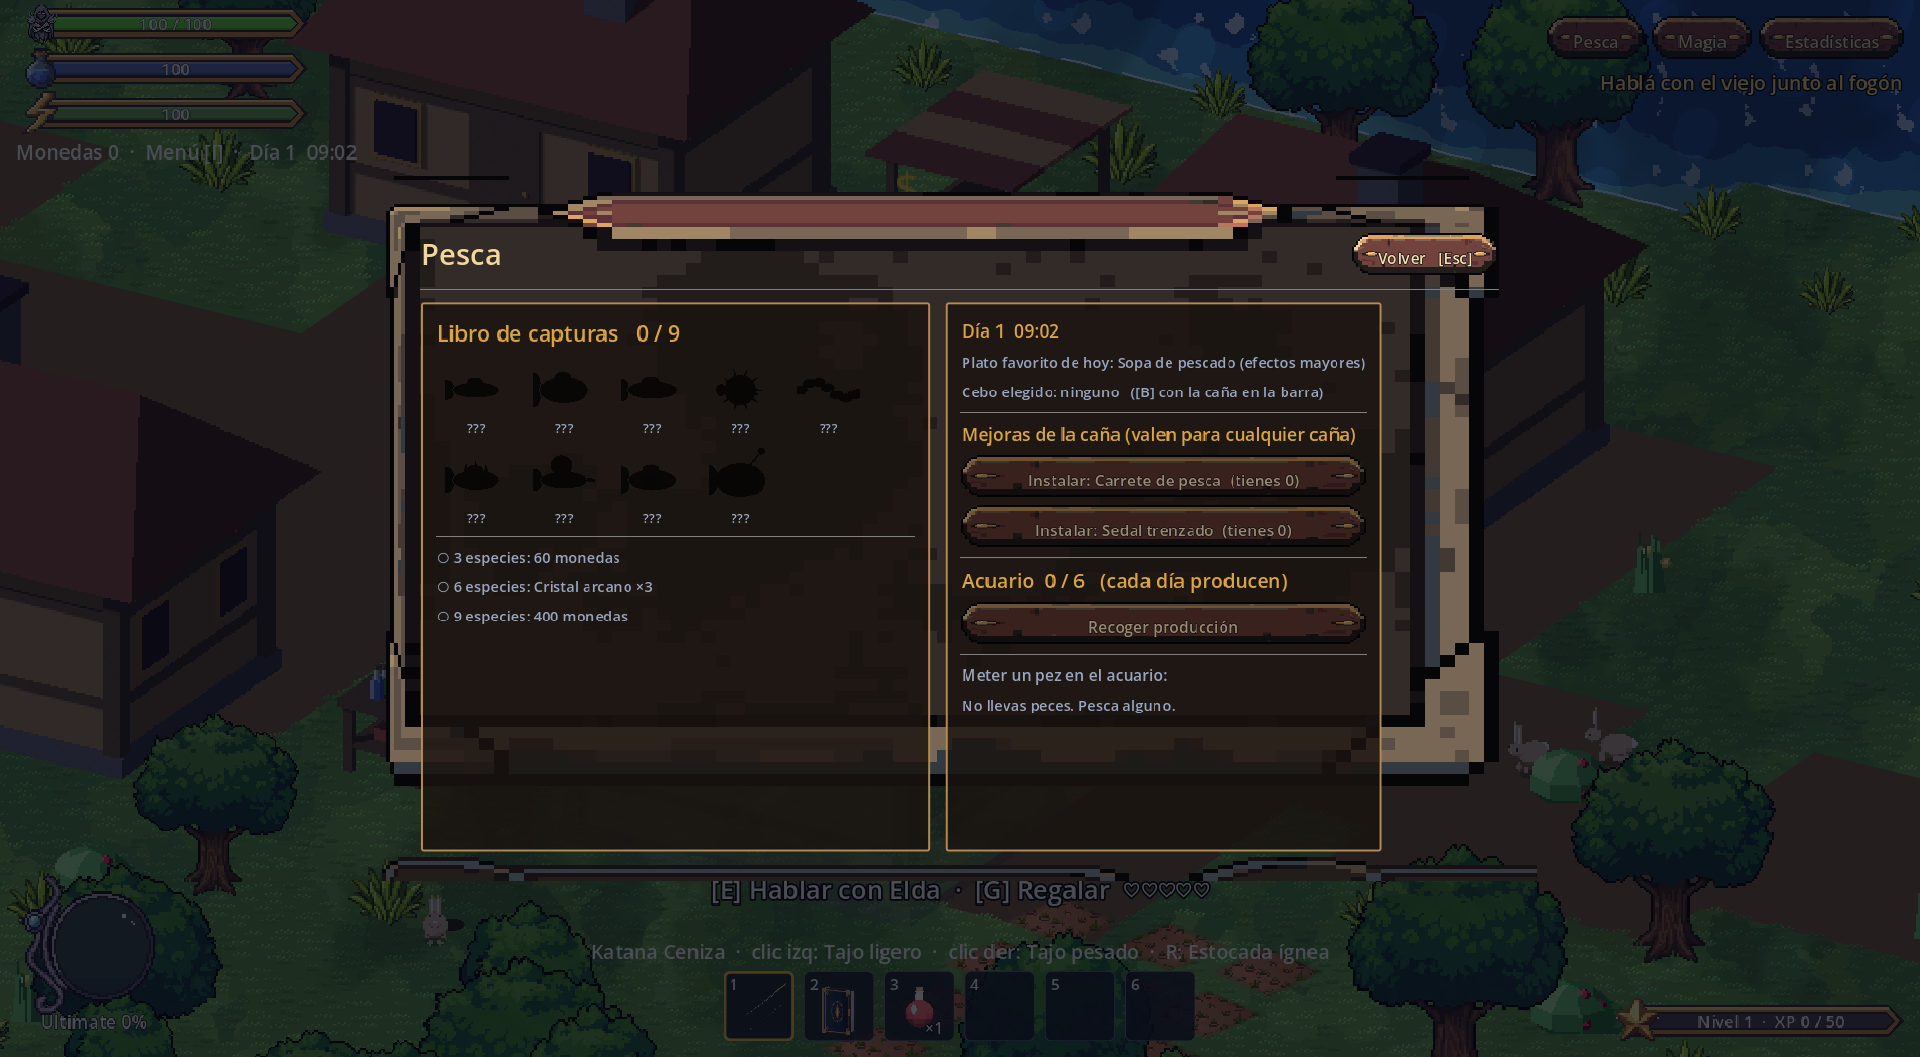 100 / 100
100
100
Monedas 0 · Menú [I] · Día 1 09:02
Pesca
Magia
Estadísticas
Hablá con el viejo junto al fogón
Pesca
Volver [Esc]
Libro de capturas 0 / 9
??? ??? ??? ??? ???
??? ??? ??? ???
3 especies: 60 monedas
6 especies: Cristal arcano ×3
9 especies: 400 monedas
Día 1 09:02
Plato favorito de hoy: Sopa de pescado (efectos mayores)
Cebo elegido: ninguno ([B] con la caña en la barra)
Mejoras de la caña (valen para cualquier caña)
Instalar: Carrete de pesca (tienes 0)
Instalar: Sedal trenzado (tienes 0)
Acuario 0 / 6 (cada día producen)
Recoger producción
Meter un pez en el acuario:
No llevas peces. Pesca alguno.
[E] Hablar con Elda · [G] Regalar ♡♡♡♡♡
Katana Ceniza · clic izq: Tajo ligero · clic der: Tajo pesado · R: Estocada ígnea
1 2 3 4 5 6
×1
Ultimate 0%
Nivel 1 · XP 0 / 50